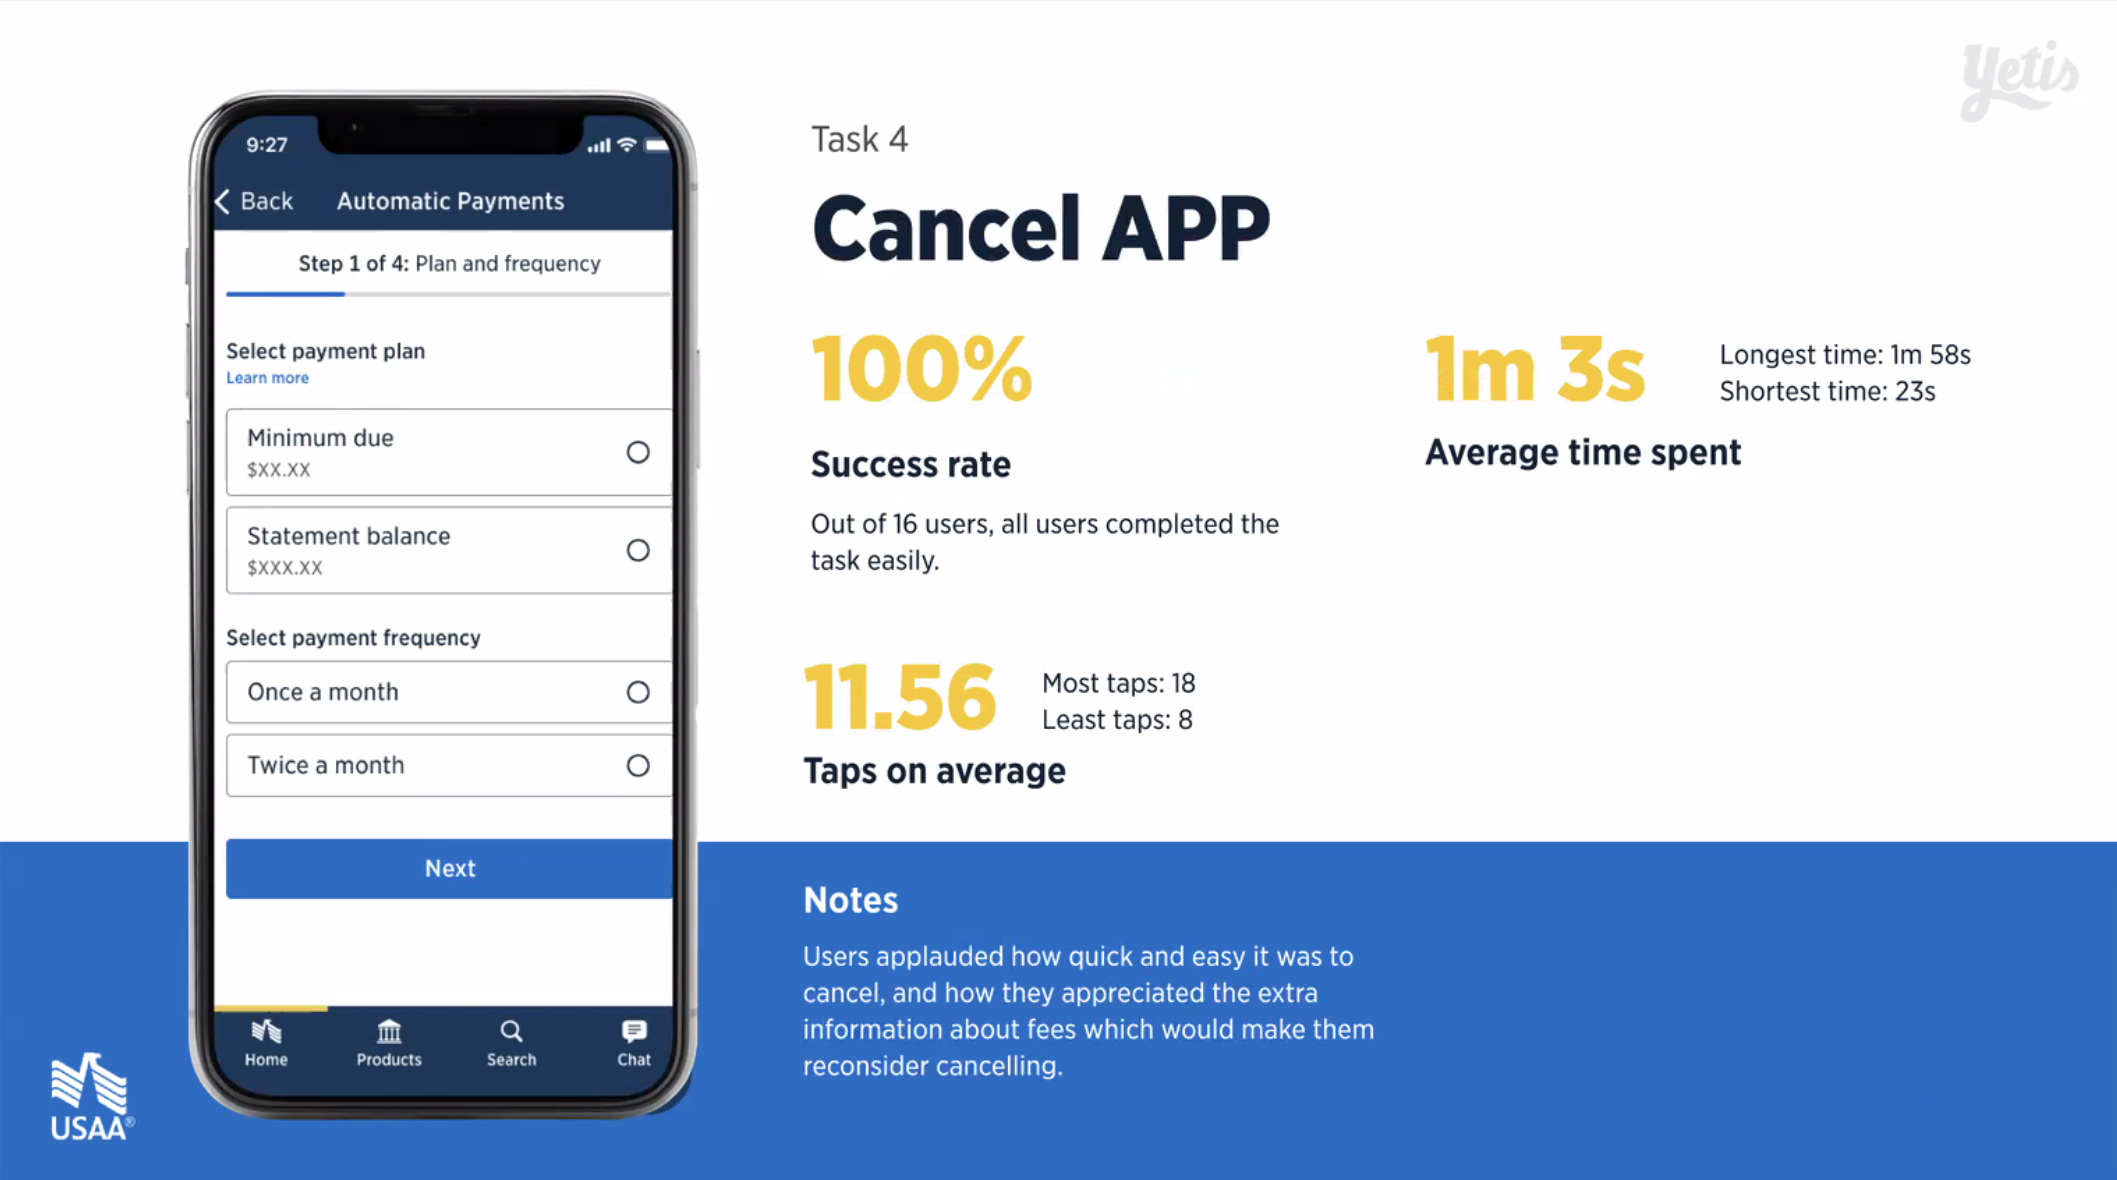 Yetis
9:27
Back
Automatic Payments
Step 1 of 4: Plan and frequency
Select payment plan
Learn more
Minimum due
$XX.XX
Statement balance
$XXX.XX
Select payment frequency
Once a month
Twice a month
Next
Home
Products
Search
Chat
USAA®
Task 4
Cancel APP
100%
Success rate
Out of 16 users, all users completed the
task easily.
1m 3s
Longest time: 1m 58s
Shortest time: 23s
Average time spent
11.56
Most taps: 18
Least taps: 8
Taps on average
Notes
Users applauded how quick and easy it was to
cancel, and how they appreciated the extra
information about fees which would make them
reconsider cancelling.